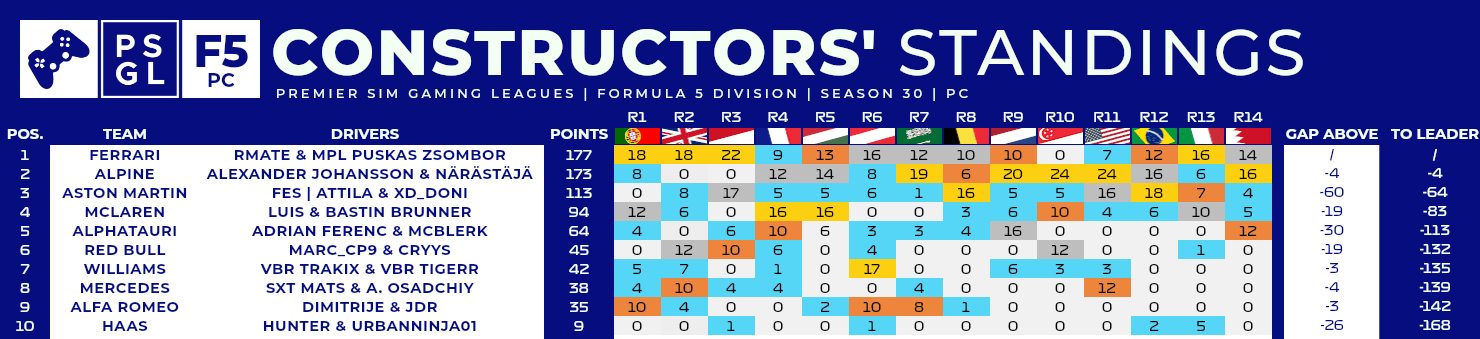 PS
GL
F5
PC
CONSTRUCTORS' STANDINGS
PREMIER SIM GAMING LEAGUES | FORMULA 5 DIVISION | SEASON 30 | PC
R1 R2 R3 R4 R5 R6 R7 R8 R9 R10 R11 R12 R13 R14
POS. TEAM DRIVERS POINTS GAP ABOVE TO LEADER
1 FERRARI RMATE & MPL PUSKAS ZSOMBOR 177 18 18 22 9 13 16 12 10 10 0 7 12 16 14 / /
2 ALPINE ALEXANDER JOHANSSON & NÄRÄSTÄJÄ 173 8 0 0 12 14 8 19 6 20 24 24 16 6 16 -4 -4
3 ASTON MARTIN FES | ATTILA & XD_DONI 113 0 8 17 5 5 6 1 16 5 5 16 18 7 4 -60 -64
4 MCLAREN LUIS & BASTIN BRUNNER 94 12 6 0 16 16 0 0 3 6 10 4 6 10 5 -19 -83
5 ALPHATAURI ADRIAN FERENC & MCBLERK 64 4 0 6 10 6 3 3 4 16 0 0 0 0 12 -30 -113
6 RED BULL MARC_CP9 & CRYYS 45 0 12 10 6 0 4 0 0 0 12 0 0 1 0 -19 -132
7 WILLIAMS VBR TRAKIX & VBR TIGERR 42 5 7 0 1 0 17 0 0 6 3 3 0 0 0 -3 -135
8 MERCEDES SXT MATS & A. OSADCHIY 38 4 10 4 4 0 0 4 0 0 0 12 0 0 0 -4 -139
9 ALFA ROMEO DIMITRIJE & JDR 35 10 4 0 0 2 10 8 1 0 0 0 0 0 0 -3 -142
10 HAAS HUNTER & URBANNINJA01 9 0 0 1 0 0 1 0 0 0 0 0 2 5 0 -26 -168